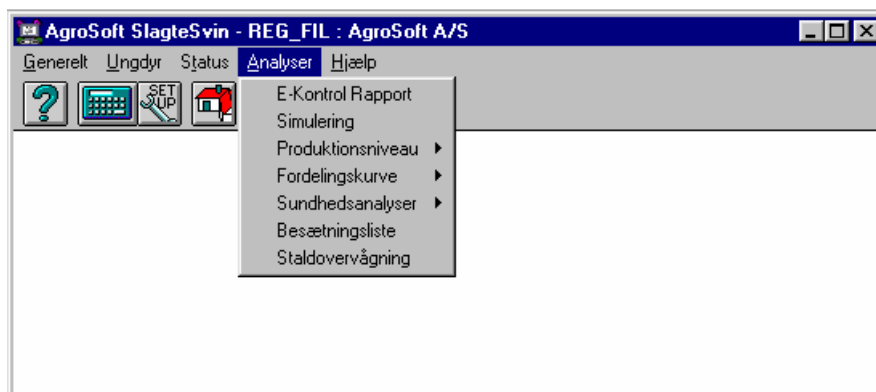 AgroSoft SlagteSvin - REG_FIL : AgroSoft A/S
Generelt Ungdyr Status Analyser Hjælp
? SET UP
E-Kontrol Rapport
Simulering
Produktionsniveau
Fordelingskurve
Sundhedsanalyser
Besætningsliste
Staldovervågning